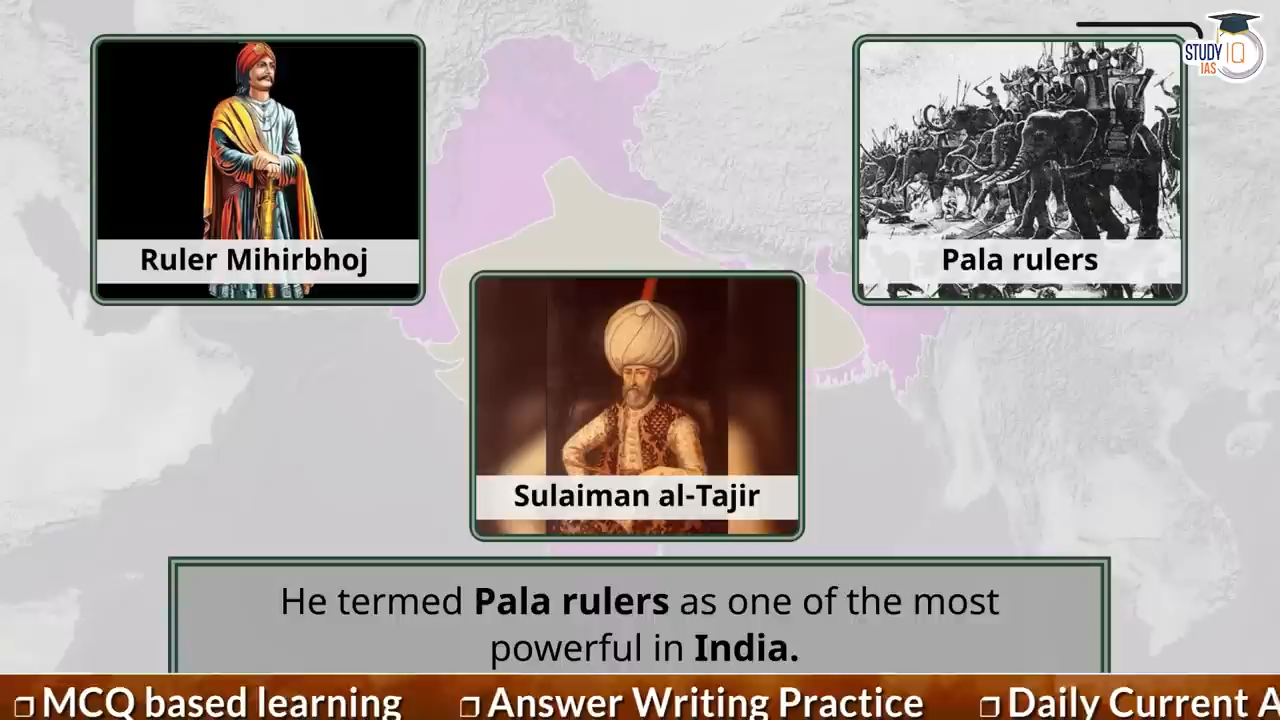 STUDY IQ
IAS
Ruler Mihirbhoj
Pala rulers
Sulaiman al-Tajir
He termed Pala rulers as one of the most
powerful in India.
❐ MCQ based learning ❐ Answer Writing Practice ❐ Daily Current A